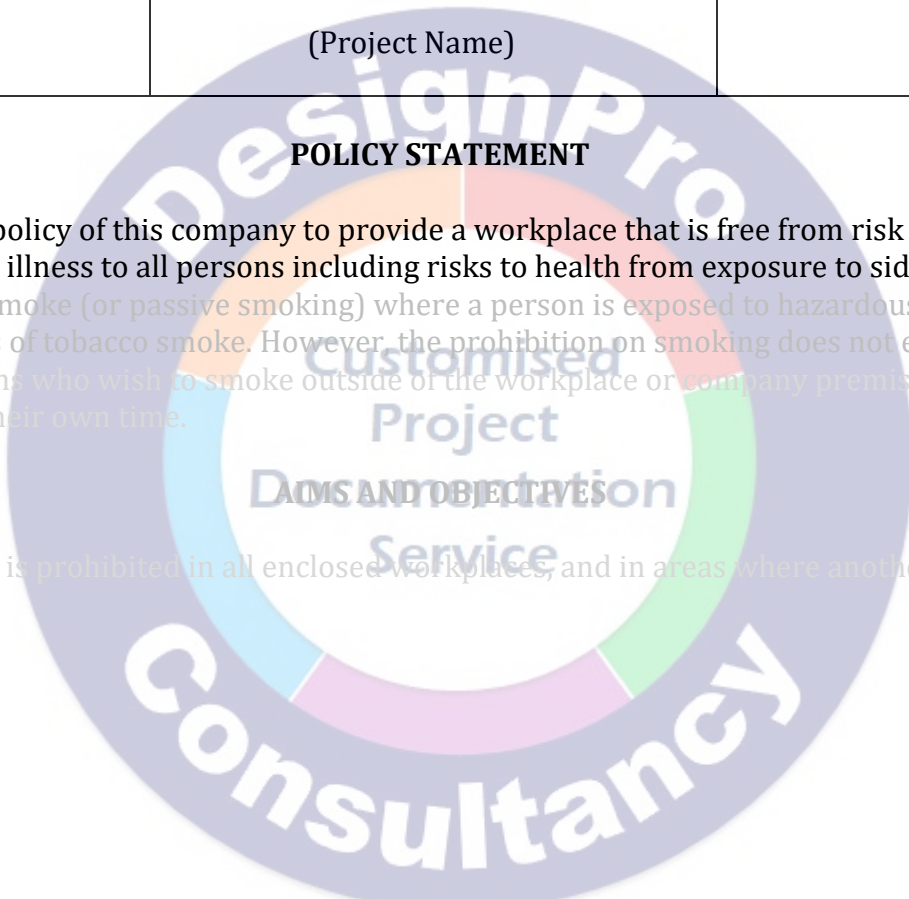 (Project Name)
POLICY STATEMENT
policy of this company to provide a workplace that is free from risk
illness to all persons including risks to health from exposure to sid
moke (or passive smoking) where a person is exposed to hazardous
of tobacco smoke. However, the prohibition on smoking does not e
ns who wish to smoke outside of the workplace or company premis
eir own time.
AIMS AND OBJECTIVES
is prohibited in all enclosed workplaces, and in areas where anothe
DesignPro
Customised
Project
Documentation
Service
Consultancy